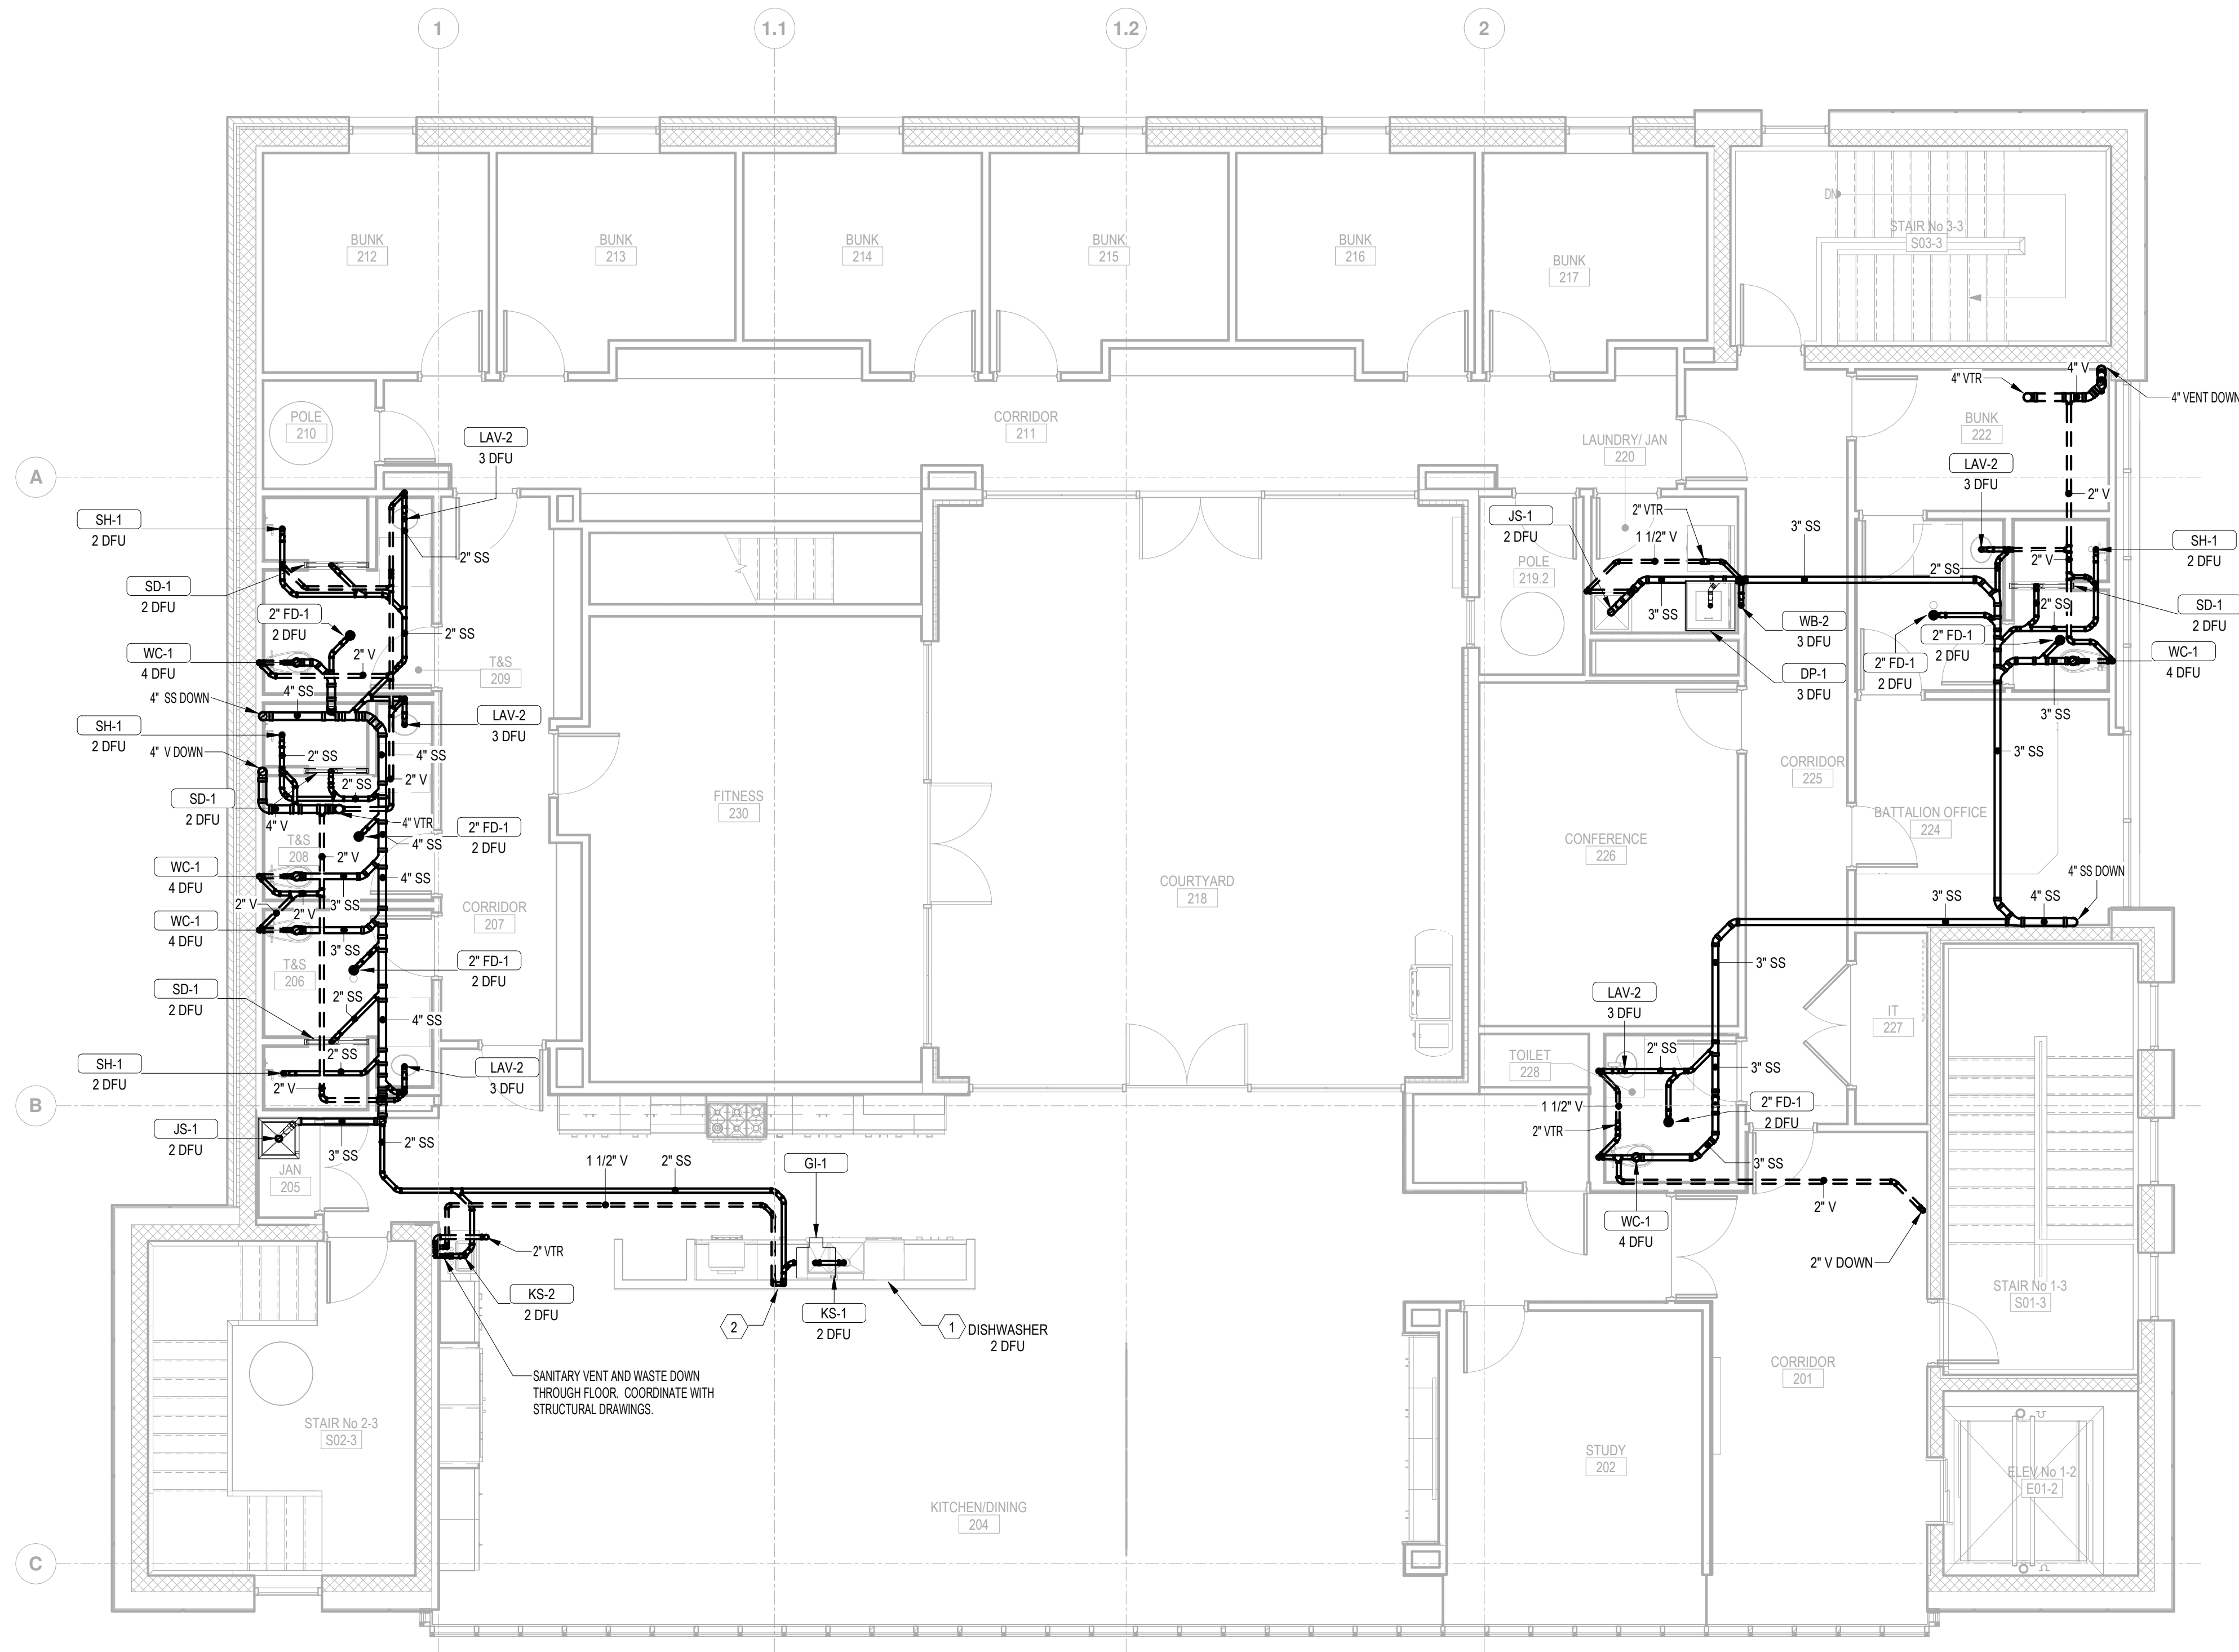 1
1.1
1.2
2
A
B
C
BUNK
212
BUNK
213
BUNK
214
BUNK
215
BUNK
216
BUNK
217
DN
STAIR No 3-3
S03-3
POLE
210
CORRIDOR
211
LAV-2
3 DFU
SH-1
2 DFU
2" SS
SD-1
2 DFU
2" FD-1
2 DFU
2" SS
WC-1
4 DFU
2" V
T&S
209
4" SS DOWN
4" SS
LAV-2
3 DFU
SH-1
2 DFU
4" V DOWN
2" SS
4" SS
2" V
2" SS
SD-1
2 DFU
4" V
4" VTR
2" FD-1
2 DFU
4" SS
T&S
208
2" V
4" SS
WC-1
4 DFU
3" SS
2" V
2" V
WC-1
4 DFU
3" SS
CORRIDOR
207
T&S
206
2" FD-1
2 DFU
SD-1
2 DFU
2" SS
4" SS
2" SS
SH-1
2 DFU
2" V
LAV-2
3 DFU
JS-1
2 DFU
3" SS
2" SS
JAN
205
1 1/2" V
2" SS
GI-1
2" VTR
KS-2
2 DFU
2
KS-1
2 DFU
1
DISHWASHER
2 DFU
SANITARY VENT AND WASTE DOWN
THROUGH FLOOR. COORDINATE WITH
STRUCTURAL DRAWINGS.
STAIR No 2-3
S02-3
KITCHEN/DINING
204
FITNESS
230
COURTYARD
218
LAUNDRY/ JAN
220
JS-1
2 DFU
2" VTR
1 1/2" V
POLE
219.2
3" SS
3" SS
WB-2
3 DFU
DP-1
3 DFU
4" VTR
4" V
4" VENT DOWN
BUNK
222
LAV-2
3 DFU
2" V
SH-1
2 DFU
2" SS
2" V
SD-1
2 DFU
2" SS
2" FD-1
2 DFU
2" FD-1
2 DFU
WC-1
4 DFU
3" SS
3" SS
CORRIDOR
225
BATTALION OFFICE
224
CONFERENCE
226
4" SS DOWN
3" SS
4" SS
3" SS
IT
227
LAV-2
3 DFU
TOILET
228
2" SS
3" SS
1 1/2" V
2" FD-1
2 DFU
2" VTR
3" SS
2" V
WC-1
4 DFU
2" V DOWN
STAIR No 1-3
S01-3
CORRIDOR
201
STUDY
202
ELEV No 1-2
E01-2